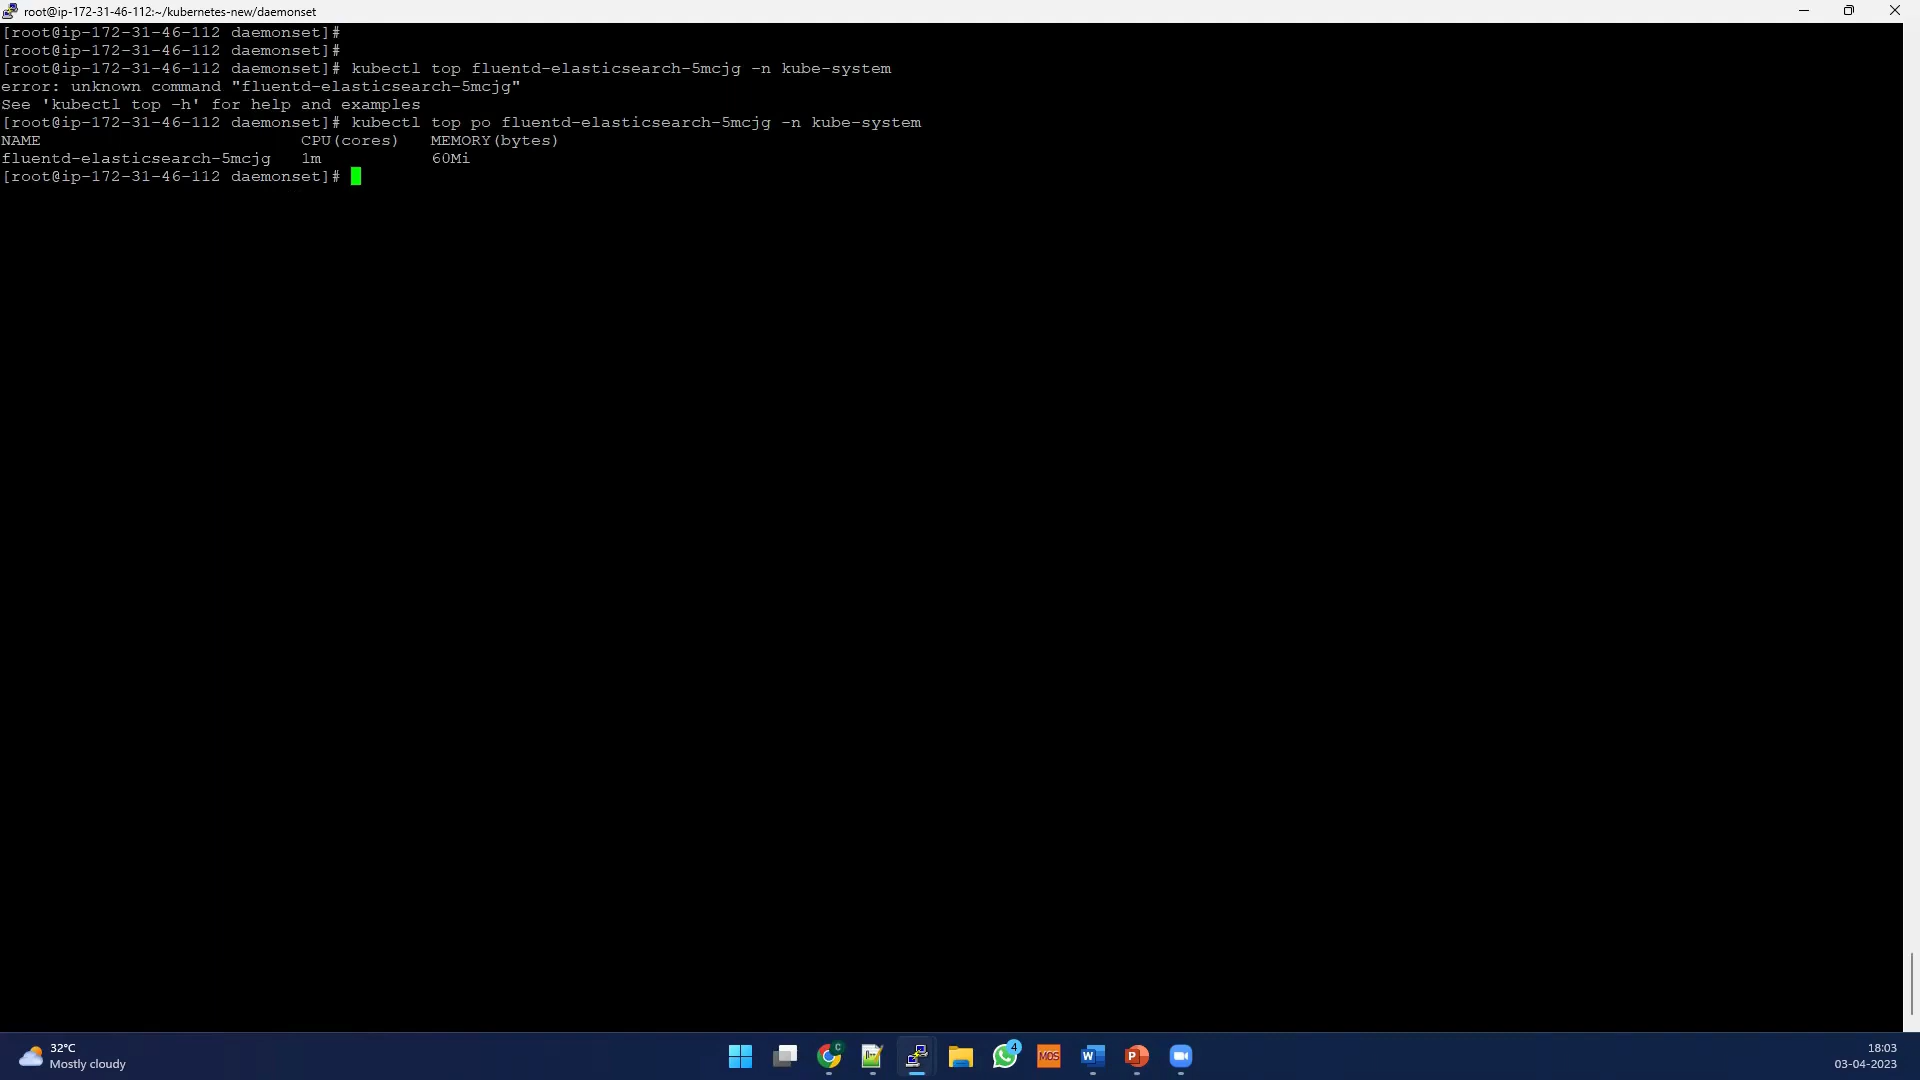 root@ip-172-31-46-112:~/kubernetes-new/daemonset
[root@ip-172-31-46-112 daemonset]#
[root@ip-172-31-46-112 daemonset]#
[root@ip-172-31-46-112 daemonset]# kubectl top fluentd-elasticsearch-5mcjg -n kube-system
error: unknown command "fluentd-elasticsearch-5mcjg"
See 'kubectl top -h' for help and examples
[root@ip-172-31-46-112 daemonset]# kubectl top po fluentd-elasticsearch-5mcjg -n kube-system
NAME CPU(cores) MEMORY(bytes)
fluentd-elasticsearch-5mcjg 1m 60Mi
[root@ip-172-31-46-112 daemonset]#
32°C
Mostly cloudy
C
4
MOS
W
P
18:03
03-04-2023